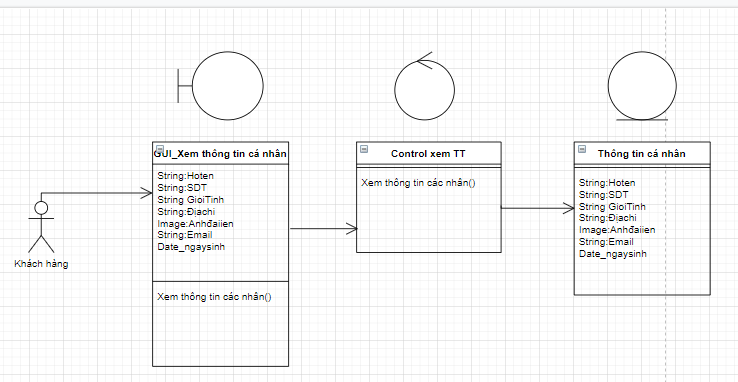 GUI_Xem thông tin cá nhân
String:Hoten
String:SDT
String GioiTinh
String:Địachi
Image:Anhđaiien
String:Email
Date_ngaysinh
Xem thông tin các nhân()
Control xem TT
Xem thông tin các nhân()
Thông tin cá nhân
String:Hoten
String:SDT
String GioiTinh
String:Địachi
Image:Anhđaiien
String:Email
Date_ngaysinh
Khách hàng